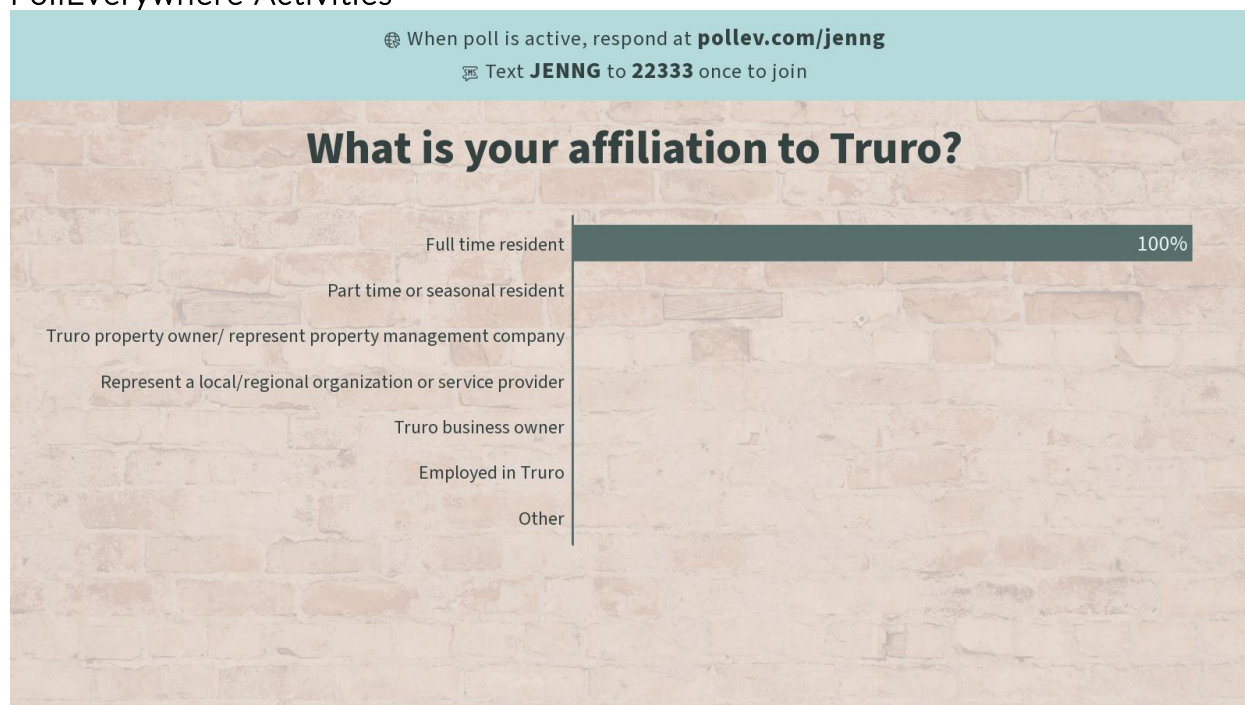 PollEverywhere Activities
When poll is active, respond at pollev.com/jenng
SMS Text JENNG to 22333 once to join
What is your affiliation to Truro?
Full time resident 100%
Part time or seasonal resident
Truro property owner/ represent property management company
Represent a local/regional organization or service provider
Truro business owner
Employed in Truro
Other